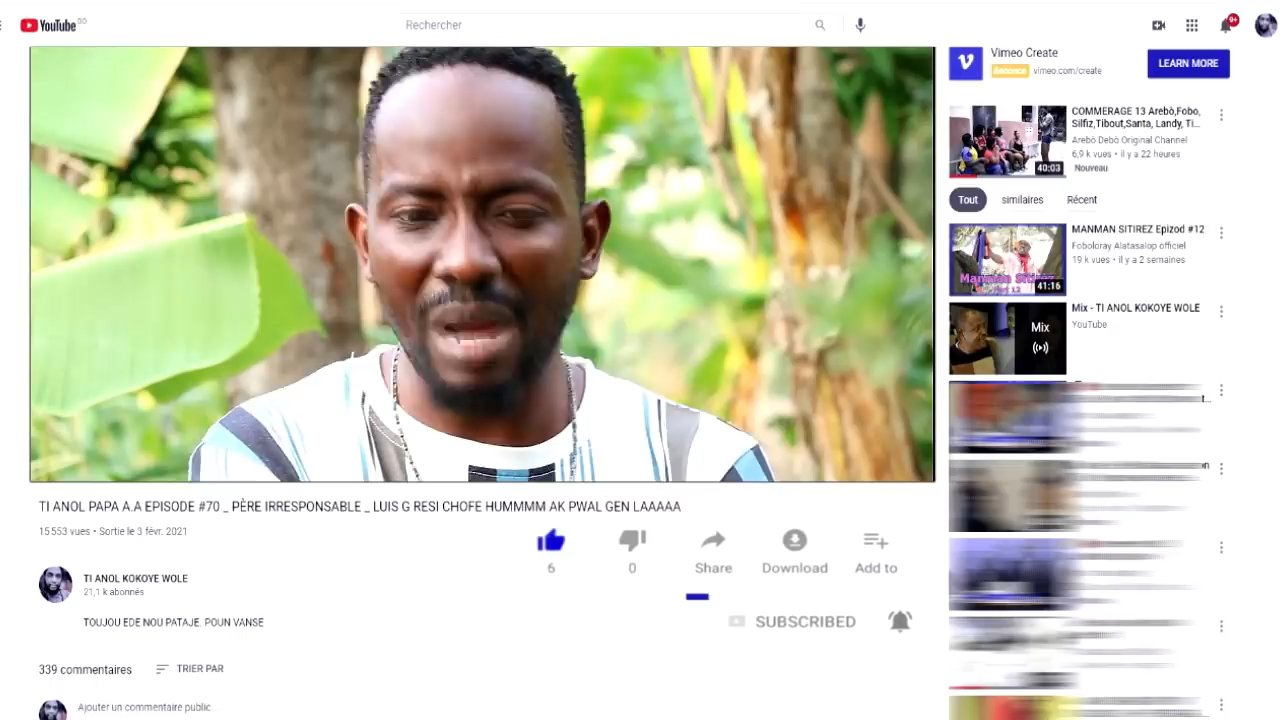 YouTube
Rechercher
9+
Vimeo Create
Annonce vimeo.com/create
LEARN MORE
COMMERAGE 13 Arebò,Fobo,
Silfiz,Tibout,Santa, Landy, Ti...
Arebò Debò Original Channel
6,9 k vues • il y a 22 heures
Nouveau
40:03
Tout similaires Récent
MANMAN SITIREZ Epizod #12
Foboloray Alatasalop officiel
19 k vues • il y a 2 semaines
Manman Sitirez
41:16
Mix - TI ANOL KOKOYE WOLE
YouTube
Mix
TI ANOL PAPA A.A EPISODE #70 _ PÈRE IRRESPONSABLE _ LUIS G RESI CHOFE HUMMMM AK PWAL GEN LAAAAA
15 553 vues • Sortie le 3 févr. 2021
6 0 Share Download Add to
TI ANOL KOKOYE WOLE
21,1 k abonnés
SUBSCRIBED
TOUJOU EDE NOU PATAJE. POUN VANSE
339 commentaires TRIER PAR
Ajouter un commentaire public...